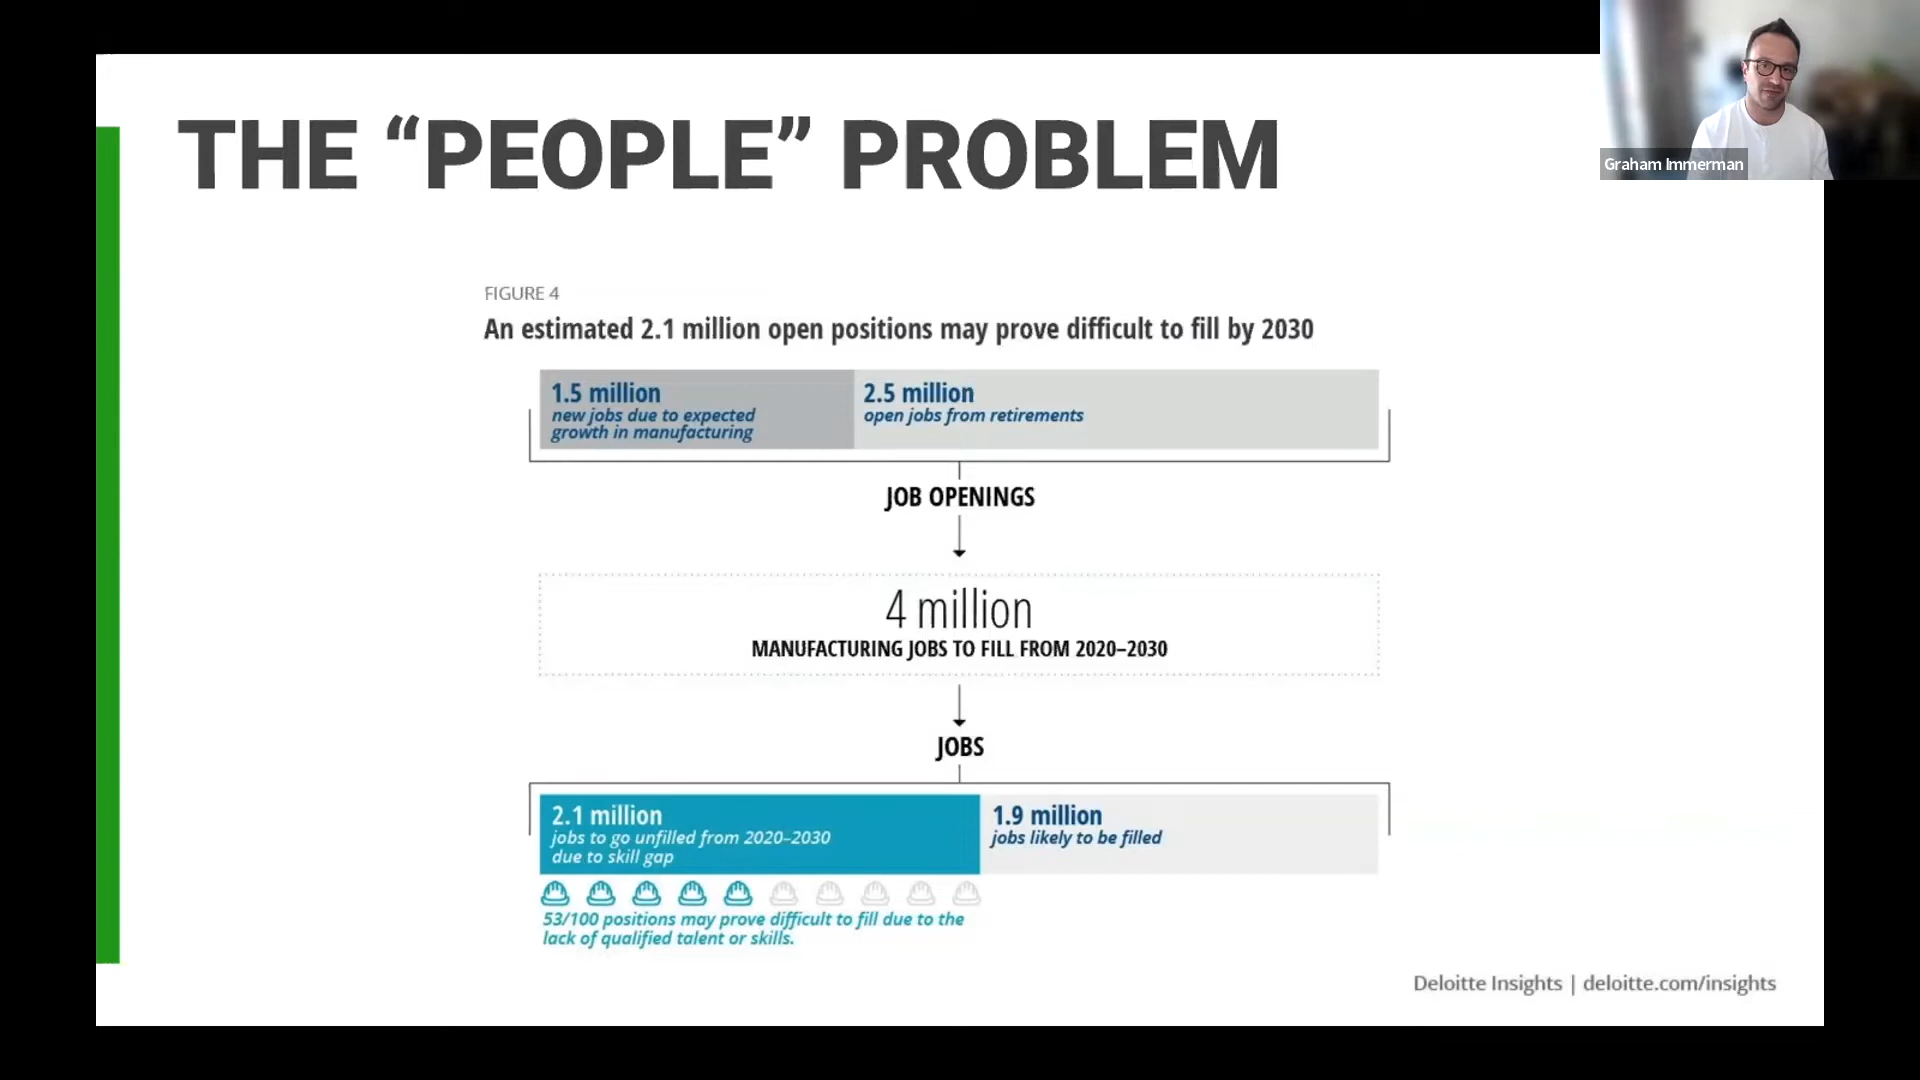 THE “PEOPLE” PROBLEM
Graham Immerman
FIGURE 4
An estimated 2.1 million open positions may prove difficult to fill by 2030
1.5 million
new jobs due to expected
growth in manufacturing
2.5 million
open jobs from retirements
JOB OPENINGS
4 million
MANUFACTURING JOBS TO FILL FROM 2020–2030
JOBS
2.1 million
jobs to go unfilled from 2020–2030
due to skill gap
1.9 million
jobs likely to be filled
53/100 positions may prove difficult to fill due to the
lack of qualified talent or skills.
Deloitte Insights | deloitte.com/insights